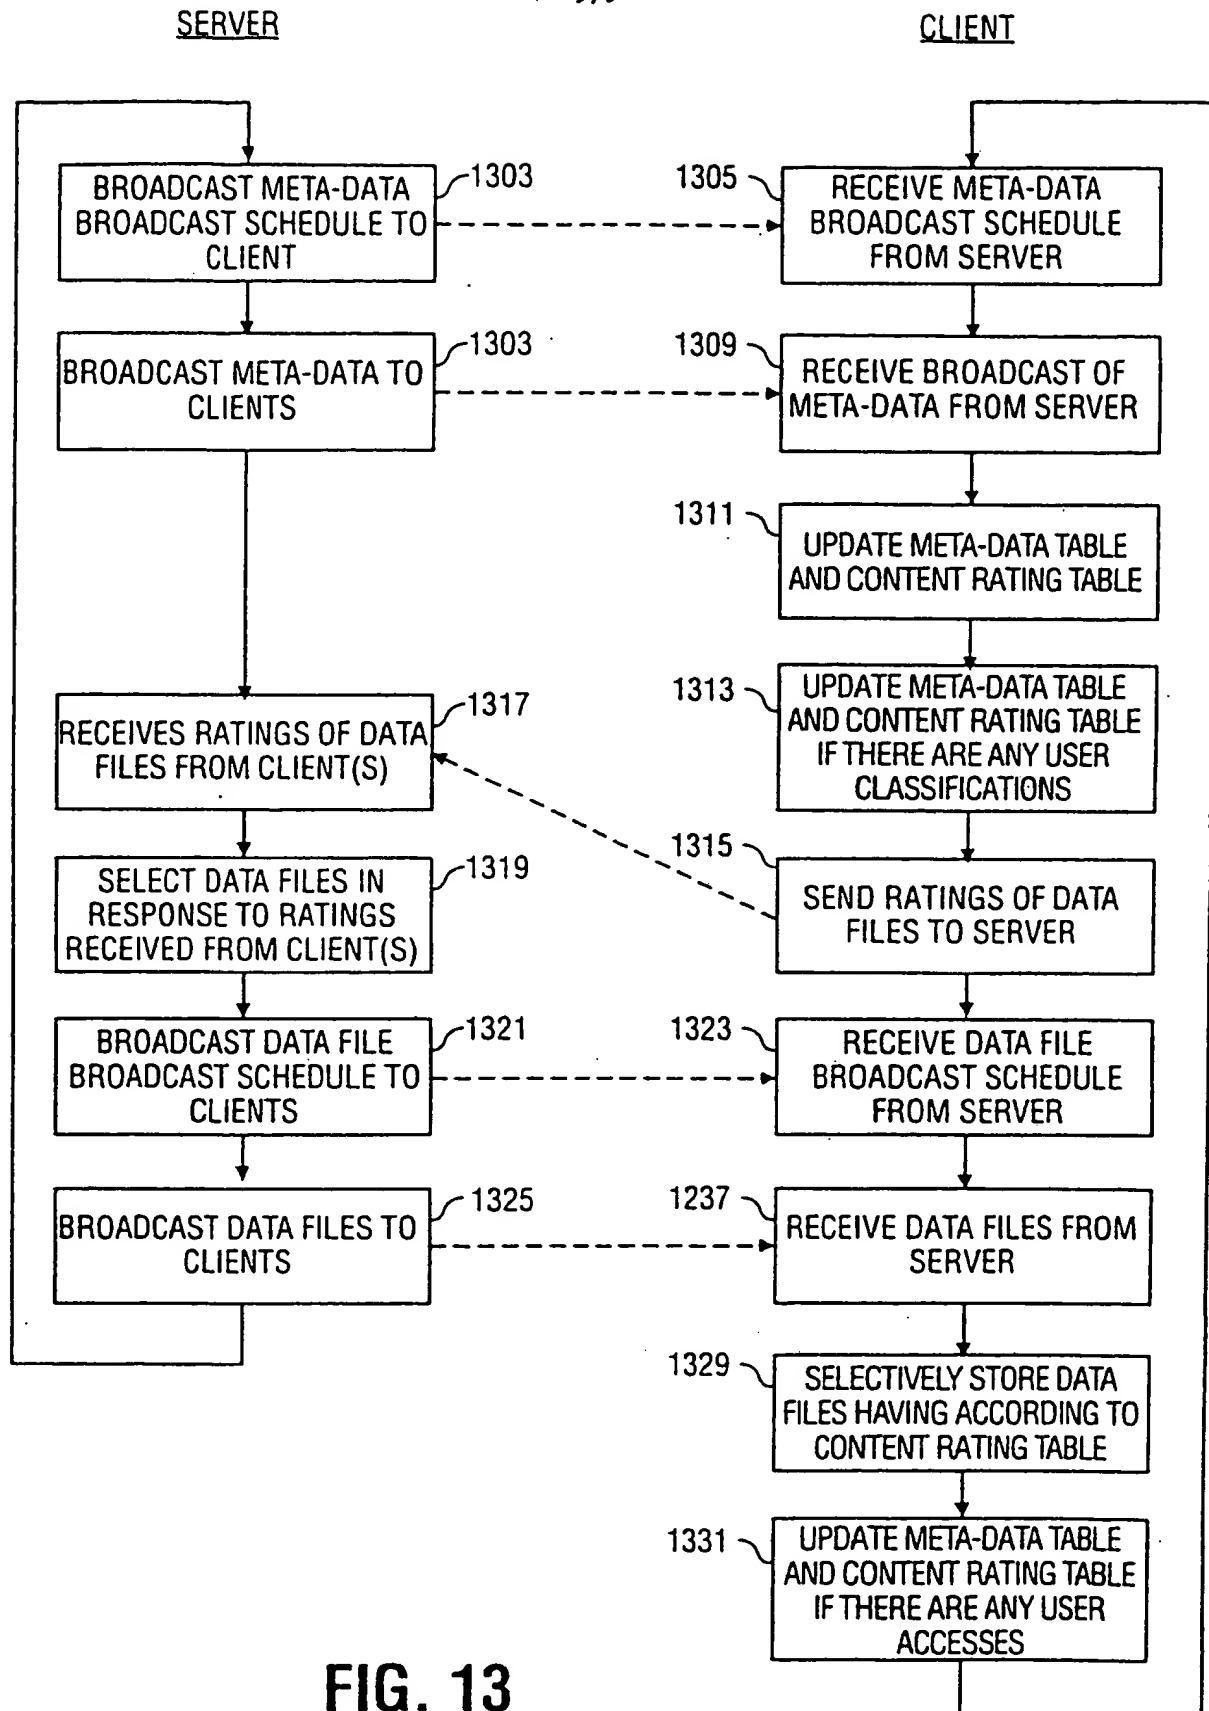 SERVER
CLIENT
1303
BROADCAST META-DATA
BROADCAST SCHEDULE TO
CLIENT
1305
RECEIVE META-DATA
BROADCAST SCHEDULE
FROM SERVER
1303
BROADCAST META-DATA TO
CLIENTS
1309
RECEIVE BROADCAST OF
META-DATA FROM SERVER
1311
UPDATE META-DATA TABLE
AND CONTENT RATING TABLE
1313
UPDATE META-DATA TABLE
AND CONTENT RATING TABLE
IF THERE ARE ANY USER
CLASSIFICATIONS
1317
RECEIVES RATINGS OF DATA
FILES FROM CLIENT(S)
1315
SEND RATINGS OF DATA
FILES TO SERVER
1319
SELECT DATA FILES IN
RESPONSE TO RATINGS
RECEIVED FROM CLIENT(S)
1321
BROADCAST DATA FILE
BROADCAST SCHEDULE TO
CLIENTS
1323
RECEIVE DATA FILE
BROADCAST SCHEDULE
FROM SERVER
1325
BROADCAST DATA FILES TO
CLIENTS
1237
RECEIVE DATA FILES FROM
SERVER
1329
SELECTIVELY STORE DATA
FILES HAVING ACCORDING TO
CONTENT RATING TABLE
1331
UPDATE META-DATA TABLE
AND CONTENT RATING TABLE
IF THERE ARE ANY USER
ACCESSES
FIG. 13